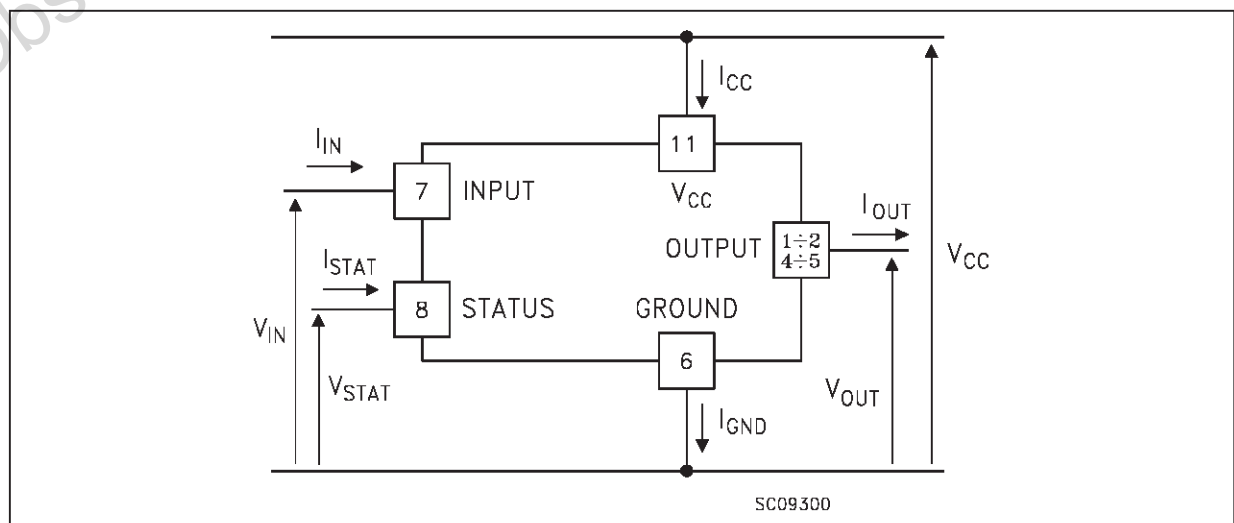 I_CC
11
V_CC
I_IN
7 INPUT
I_STAT
8 STATUS
V_IN
V_STAT
OUTPUT
1÷2
4÷5
I_OUT
V_CC
GROUND
6
V_OUT
I_GND
SC09300